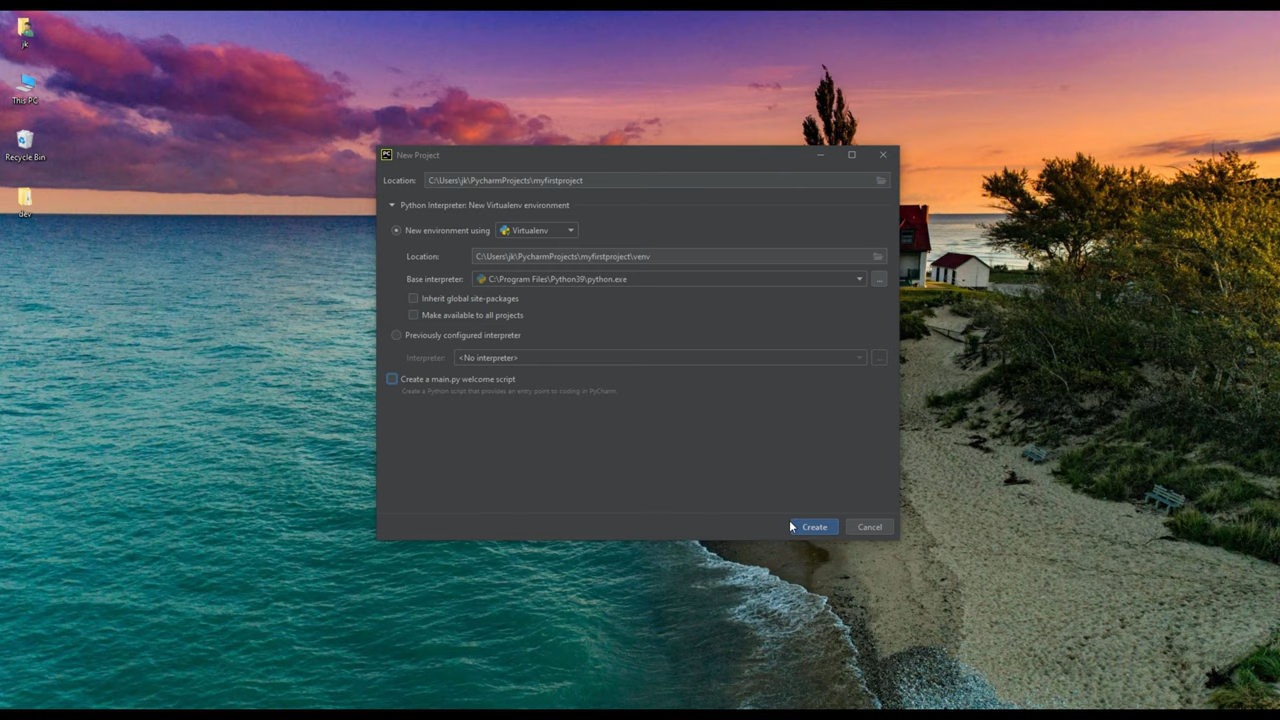 jk
This PC
Recycle Bin
dev
PC New Project
Location: C:\Users\jk\PycharmProjects\myfirstproject
Python Interpreter: New Virtualenv environment
New environment using Virtualenv
Location: C:\Users\jk\PycharmProjects\myfirstproject\venv
Base interpreter: C:\Program Files\Python39\python.exe ...
Inherit global site-packages
Make available to all projects
Previously configured interpreter
Interpreter: <No interpreter> ...
Create a main.py welcome script
Create a Python script that provides an entry point to coding in PyCharm.
Create Cancel